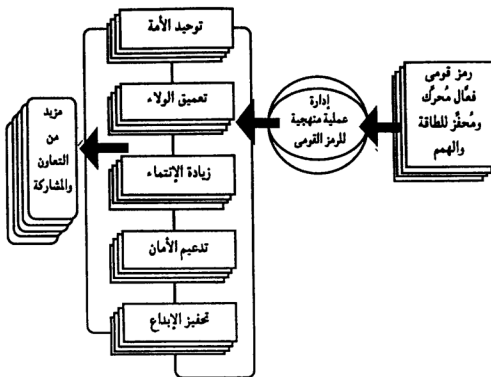 رمز قومى
فعّال مُحرِّك
ومُحفِّز للطاقة
والهمم
إدارة
عملية منهجية
للرمز القومى
توحيد الأمة
تعميق الولاء
زيادة الإنتماء
تدعيم الأمان
تحفيز الإبداع
مزيد
من
التعاون
والمشاركة